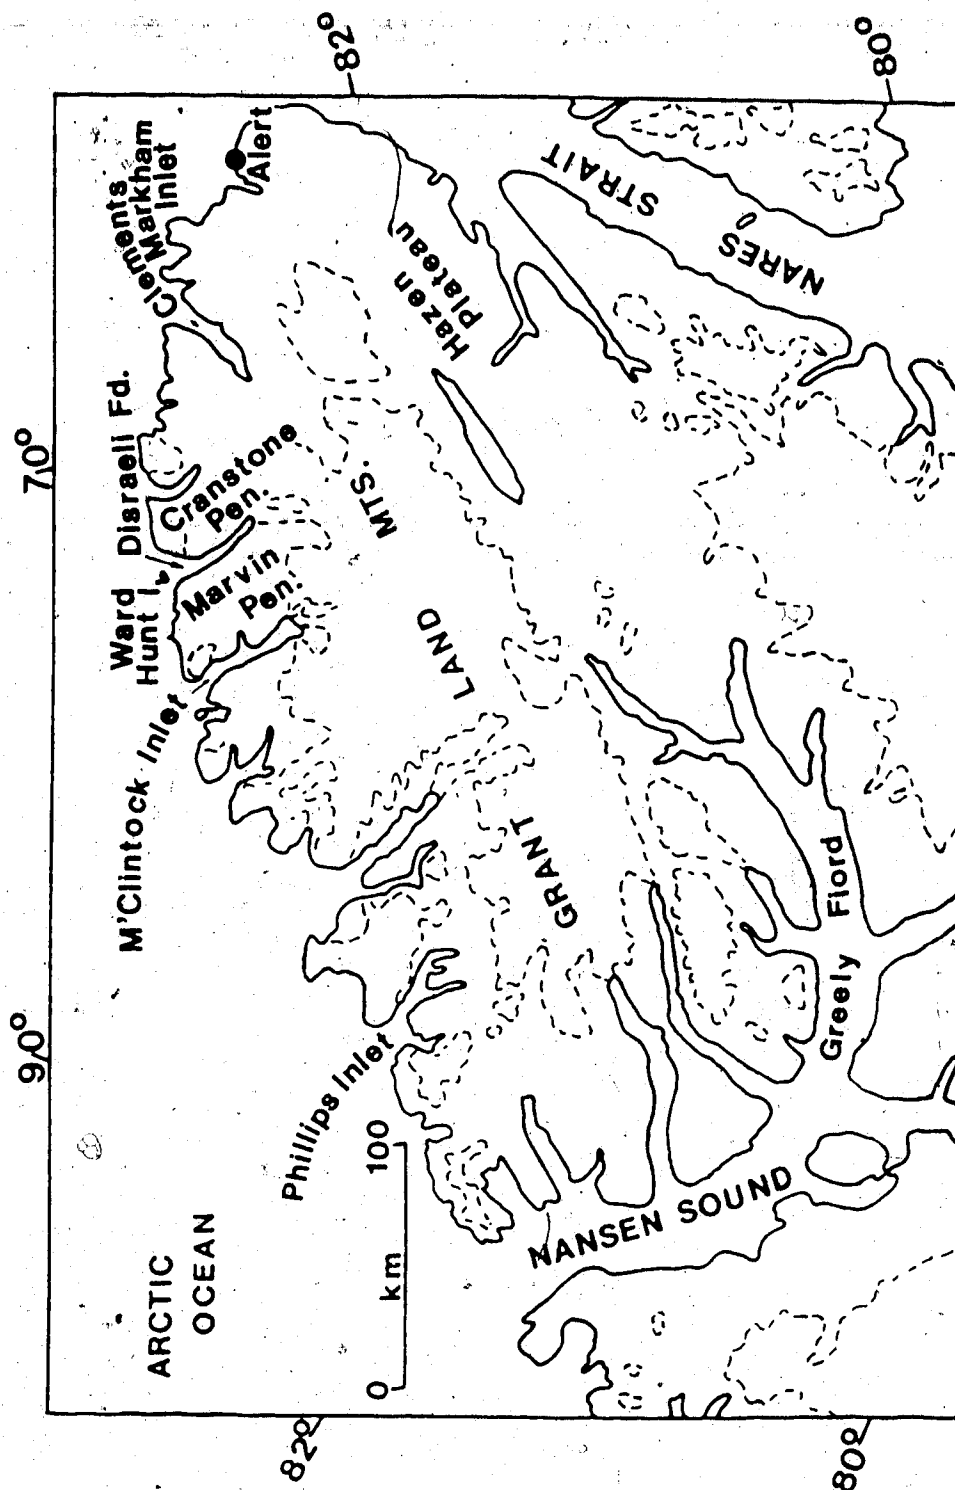 90°
70°
82°
80°
82°
80°
ARCTIC
OCEAN
Phillips Inlet
M'Clintock Inlet
Ward
Hunt I.
Disraeli Fd.
Clements
Markham
Inlet
Alert
Marvin
Pen.
Cranstone
Pen.
0 km 100
GRANT LAND MTS.
Hazen
Plateau
NANSEN SOUND
Greely Fiord
NARES STRAIT